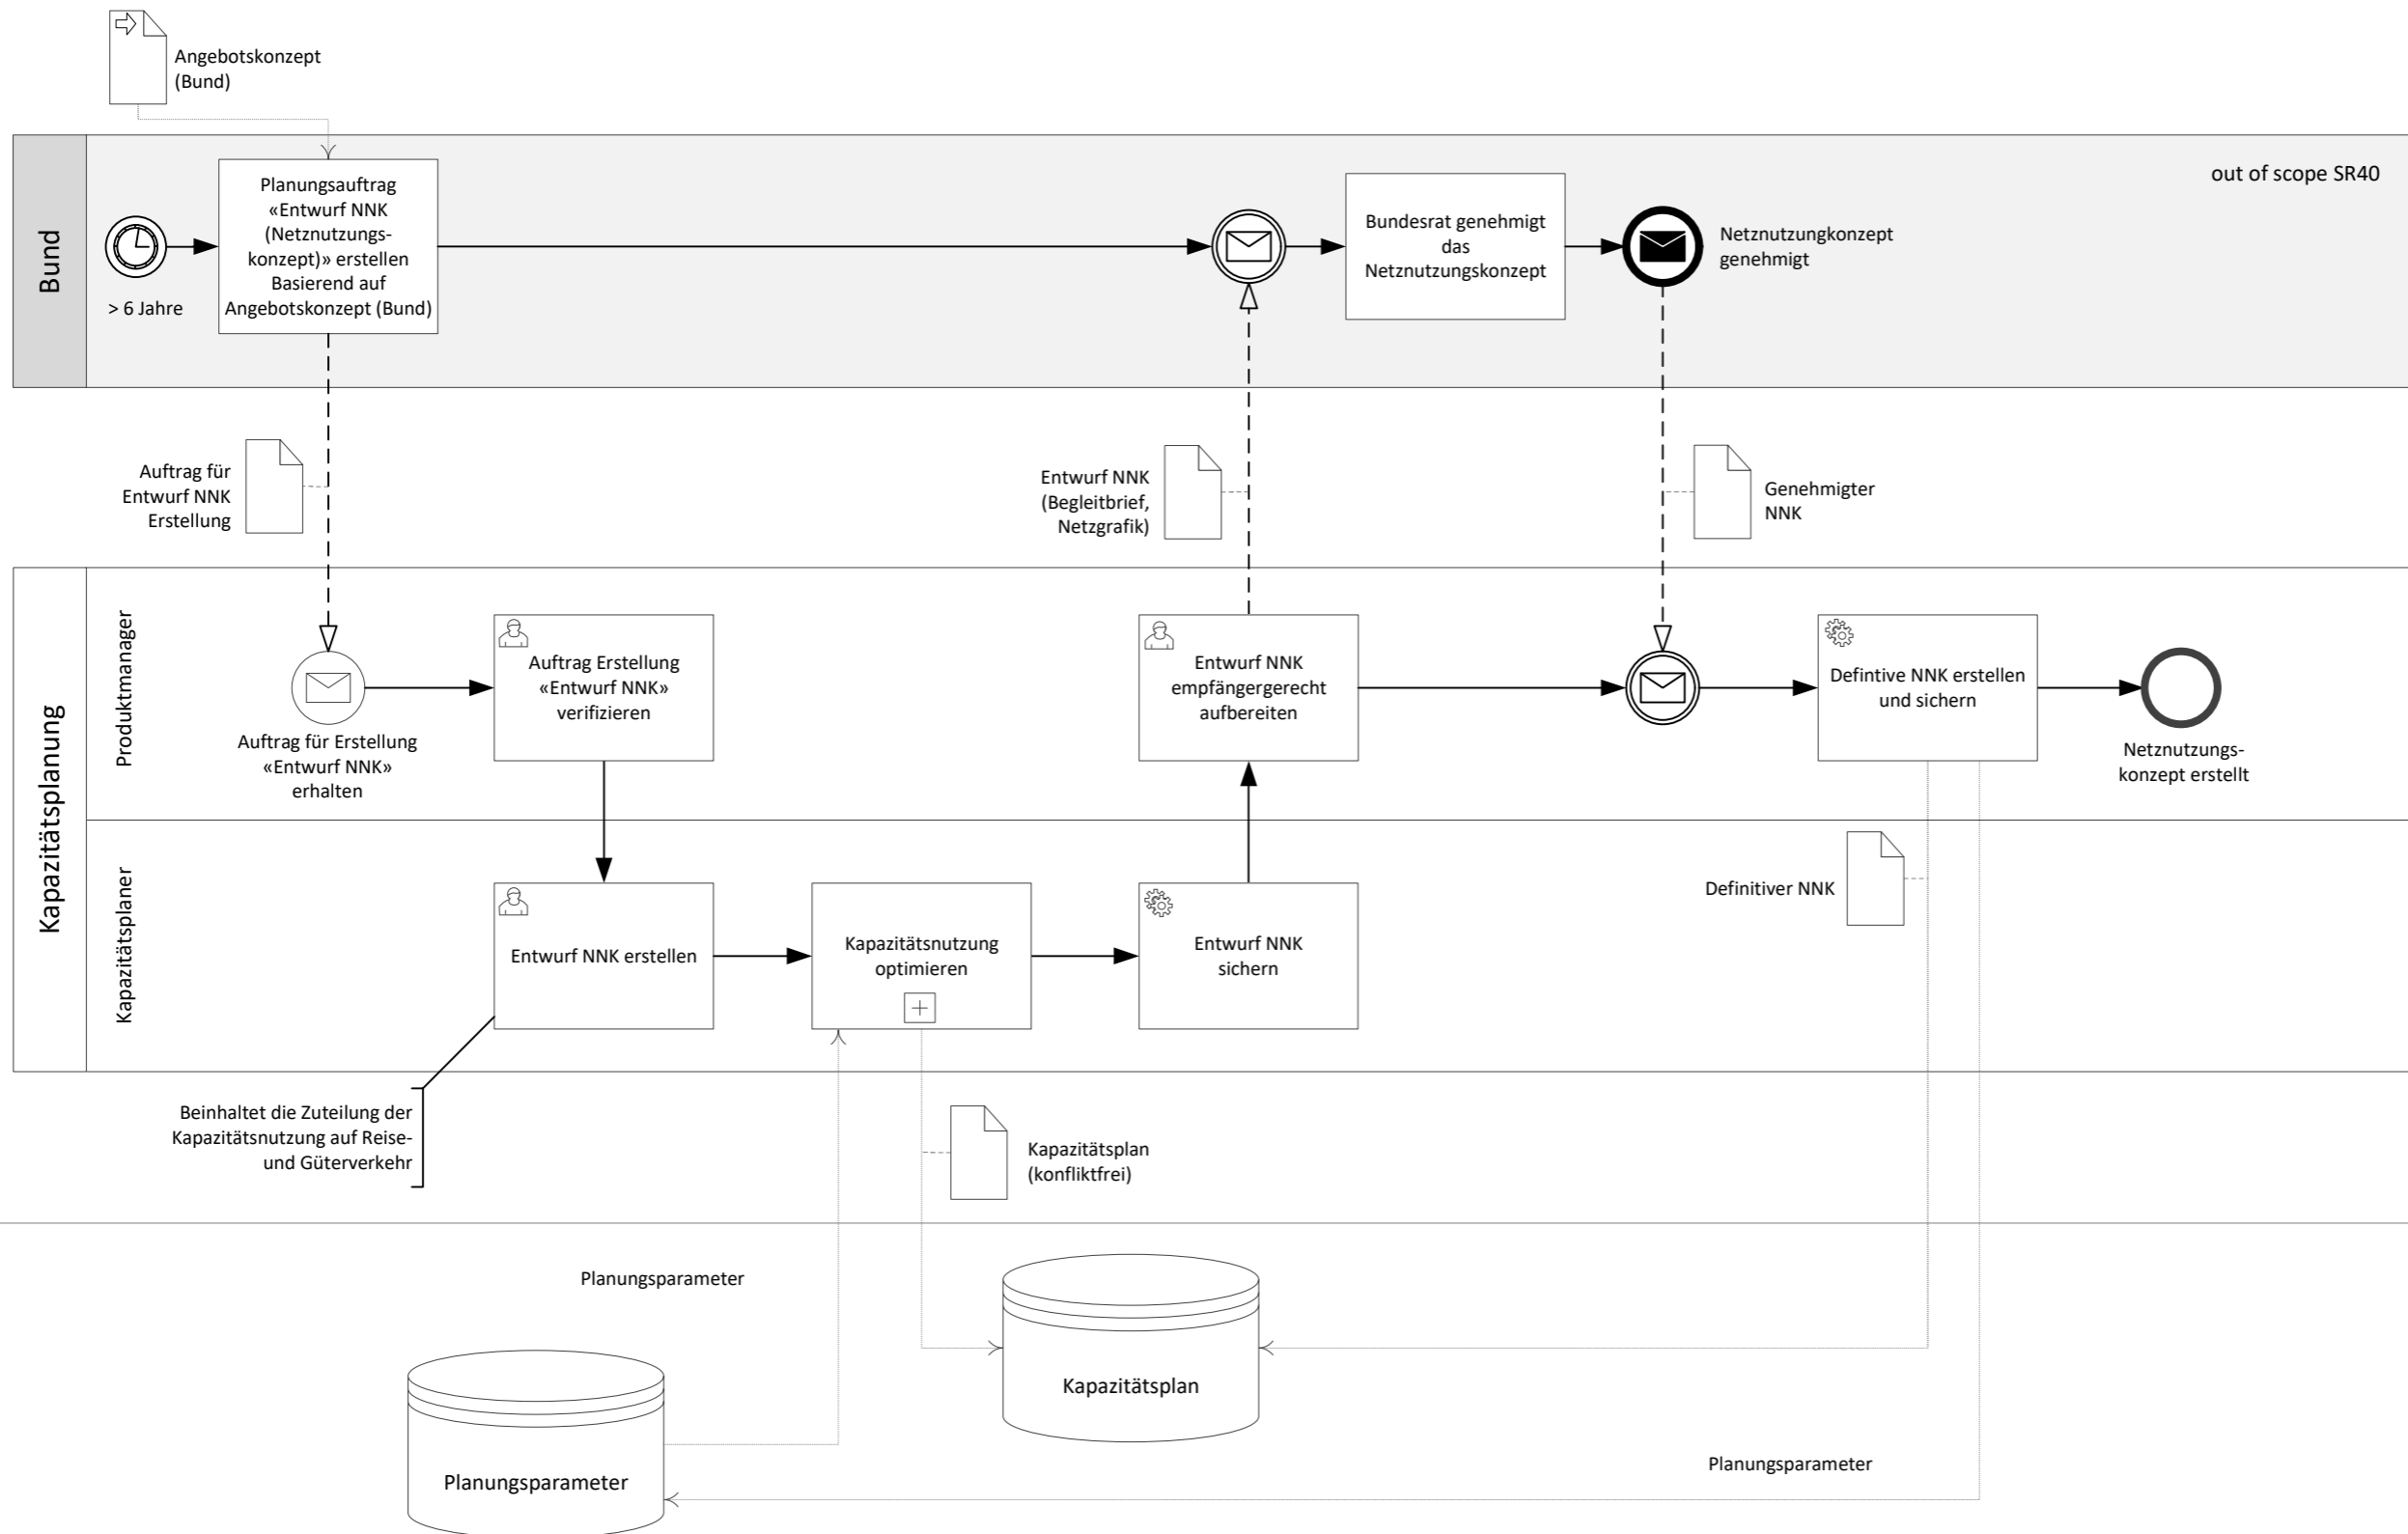 Angebotskonzept
(Bund)
Bund
> 6 Jahre
Planungsauftrag
«Entwurf NNK
(Netznutzungs-
konzept)» erstellen
Basierend auf
Angebotskonzept (Bund)
Bundesrat genehmigt
das
Netznutzungskonzept
Netznutzungkonzept
genehmigt
out of scope SR40
Auftrag für
Entwurf NNK
Erstellung
Entwurf NNK
(Begleitbrief,
Netzgrafik)
Genehmigter
NNK
Kapazitätsplanung
Produktmanager
Auftrag für Erstellung
«Entwurf NNK»
erhalten
Auftrag Erstellung
«Entwurf NNK»
verifizieren
Entwurf NNK
empfängergerecht
aufbereiten
Defintive NNK erstellen
und sichern
Netznutzungs-
konzept erstellt
Kapazitätsplaner
Entwurf NNK erstellen
Kapazitätsnutzung
optimieren
Entwurf NNK
sichern
Definitiver NNK
Beinhaltet die Zuteilung der
Kapazitätsnutzung auf Reise-
und Güterverkehr
Kapazitätsplan
(konfliktfrei)
Planungsparameter
Kapazitätsplan
Planungsparameter
Planungsparameter